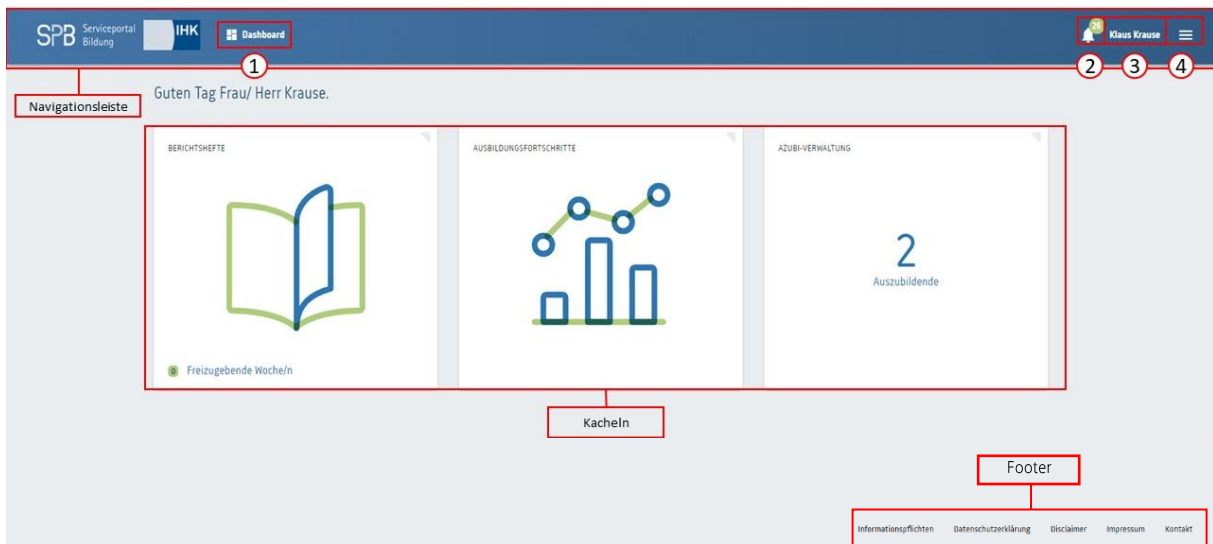 SPB Serviceportal Bildung
IHK
Dashboard
26
Klaus Krause
1
2
3
4
Navigationsleiste
Guten Tag Frau/ Herr Krause.
BERICHTSHEFTE
AUSBILDUNGSFORTSCHRITTE
AZUBI-VERWALTUNG
2
Auszubildende
0 Freizugebende Woche/n
Kacheln
Footer
Informationspflichten Datenschutzerklärung Disclaimer Impressum Kontakt